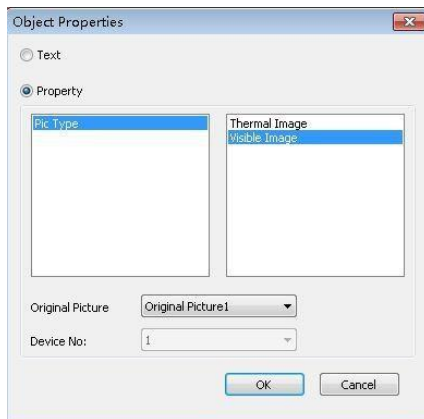 Object Properties
Text
Property
Pic Type
Thermal Image
Visible Image
Original Picture
Original Picture1
Device No:
1
OK
Cancel